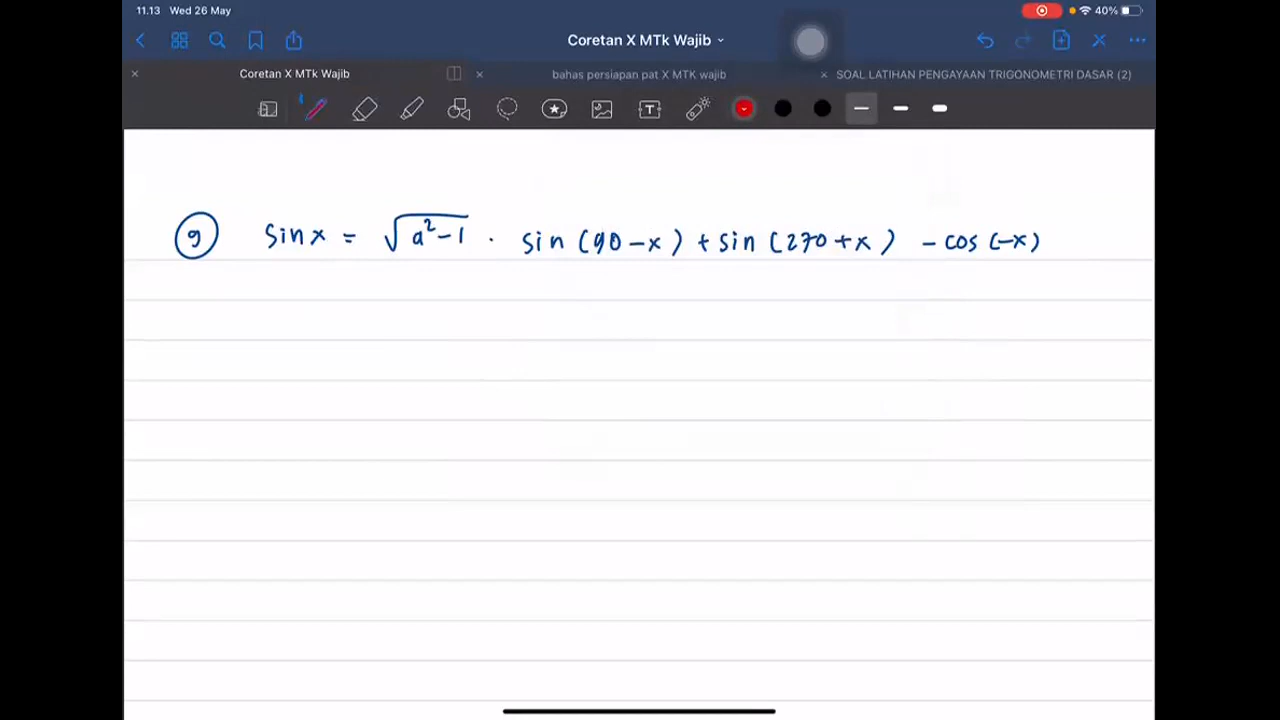 11.13 Wed 26 May 40%
Coretan X MTk Wajib
Coretan X MTk Wajib bahas persiapan pat X MTK wajib SOAL LATIHAN PENGAYAAN TRIGONOMETRI DASAR (2)
9 sin x = √(a²-1) . sin (90 - x) + sin (270 + x) - cos (-x)